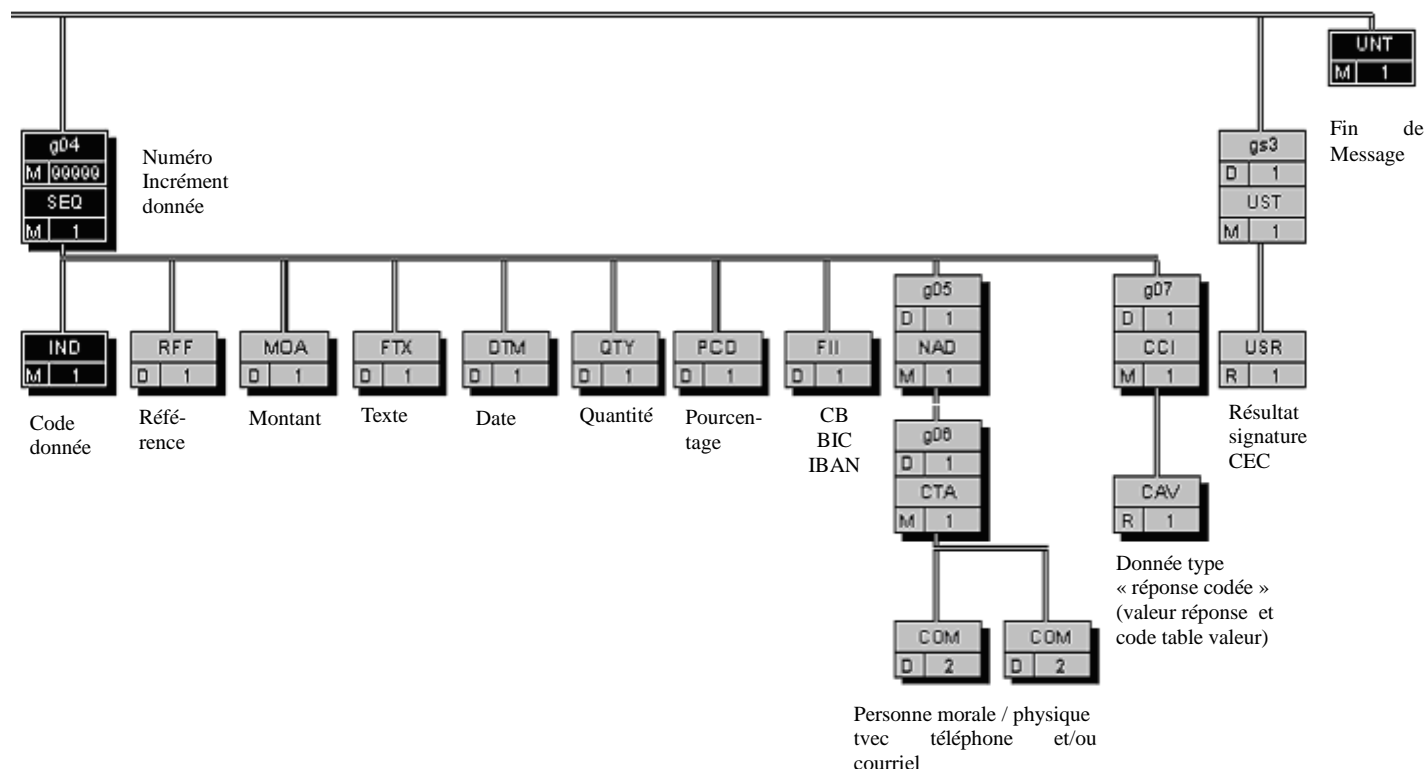 UNT
M 1
Fin de
Message
g04
M 99999
SEQ
M 1
Numéro
Incrément
donnée
gs3
D 1
UST
M 1
IND
M 1
Code
donnée
RFF
D 1
Réfé-
rence
MOA
D 1
Montant
FTX
D 1
Texte
DTM
D 1
Date
QTY
D 1
Quantité
PCD
D 1
Pourcen-
tage
FII
D 1
CB
BIC
IBAN
g05
D 1
NAD
M 1
g06
D 1
CTA
M 1
COM
D 2
COM
D 2
Personne morale / physique
tvec téléphone et/ou
courriel
g07
D 1
CCI
M 1
CAV
R 1
Donnée type
« réponse codée »
(valeur réponse et
code table valeur)
USR
R 1
Résultat
signature
CEC